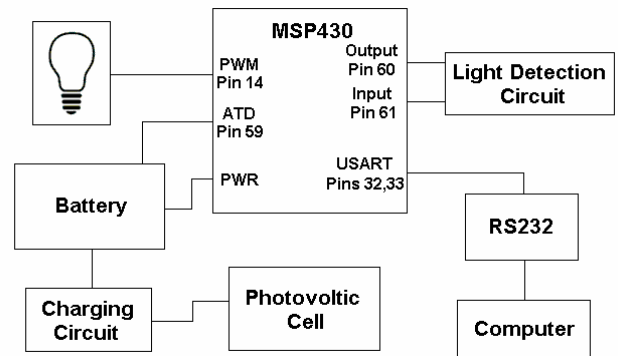 MSP430
PWM
Pin 14
ATD
Pin 59
PWR
Output
Pin 60
Input
Pin 61
USART
Pins 32,33
Light Detection
Circuit
Battery
RS232
Charging
Circuit
Photovoltic
Cell
Computer